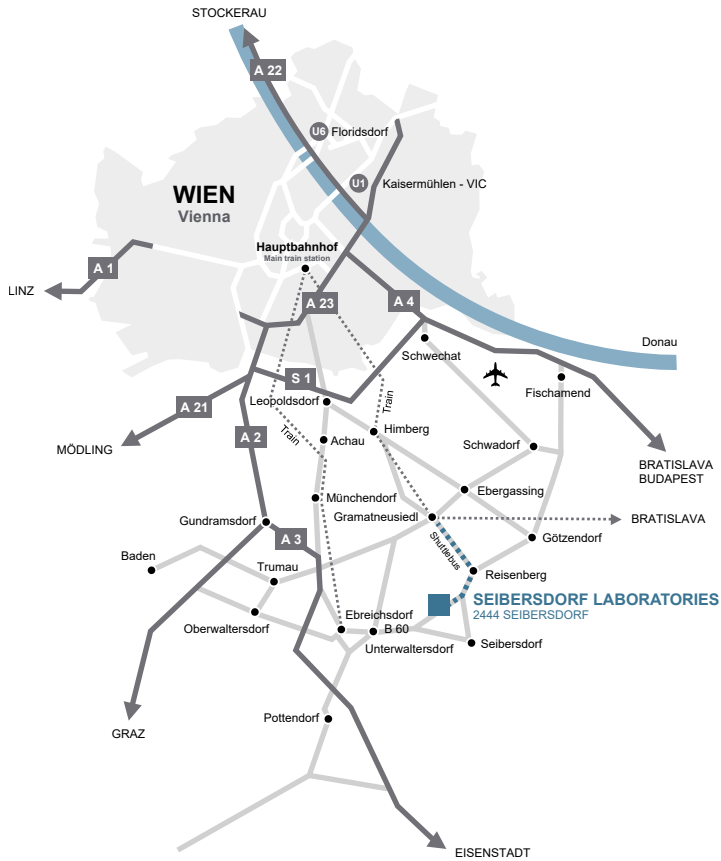 STOCKERAU
A 22
U6 Floridsdorf
U1
Kaisermühlen - VIC
WIEN
Vienna
Hauptbahnhof
Main train station
A 1
LINZ
A 23
A 4
Donau
Schwechat
S 1
Fischamend
Leopoldsdorf
Train
A 21
A 2
Train
Himberg
Achau
Schwadorf
MÖDLING
BRATISLAVA
BUDAPEST
Münchendorf
Ebergassing
Gramatneusiedl
BRATISLAVA
Gundramsdorf
A 3
Shuttlebus
Götzendorf
Baden
Trumau
Reisenberg
SEIBERSDORF LABORATORIES
2444 SEIBERSDORF
Oberwaltersdorf
Ebreichsdorf
B 60
Unterwaltersdorf
Seibersdorf
Pottendorf
GRAZ
EISENSTADT